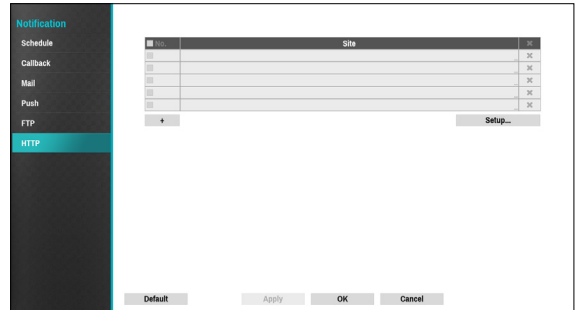 Notification
Schedule
Callback
Mail
Push
FTP
HTTP
No. Site
+ Setup...
Default Apply OK Cancel